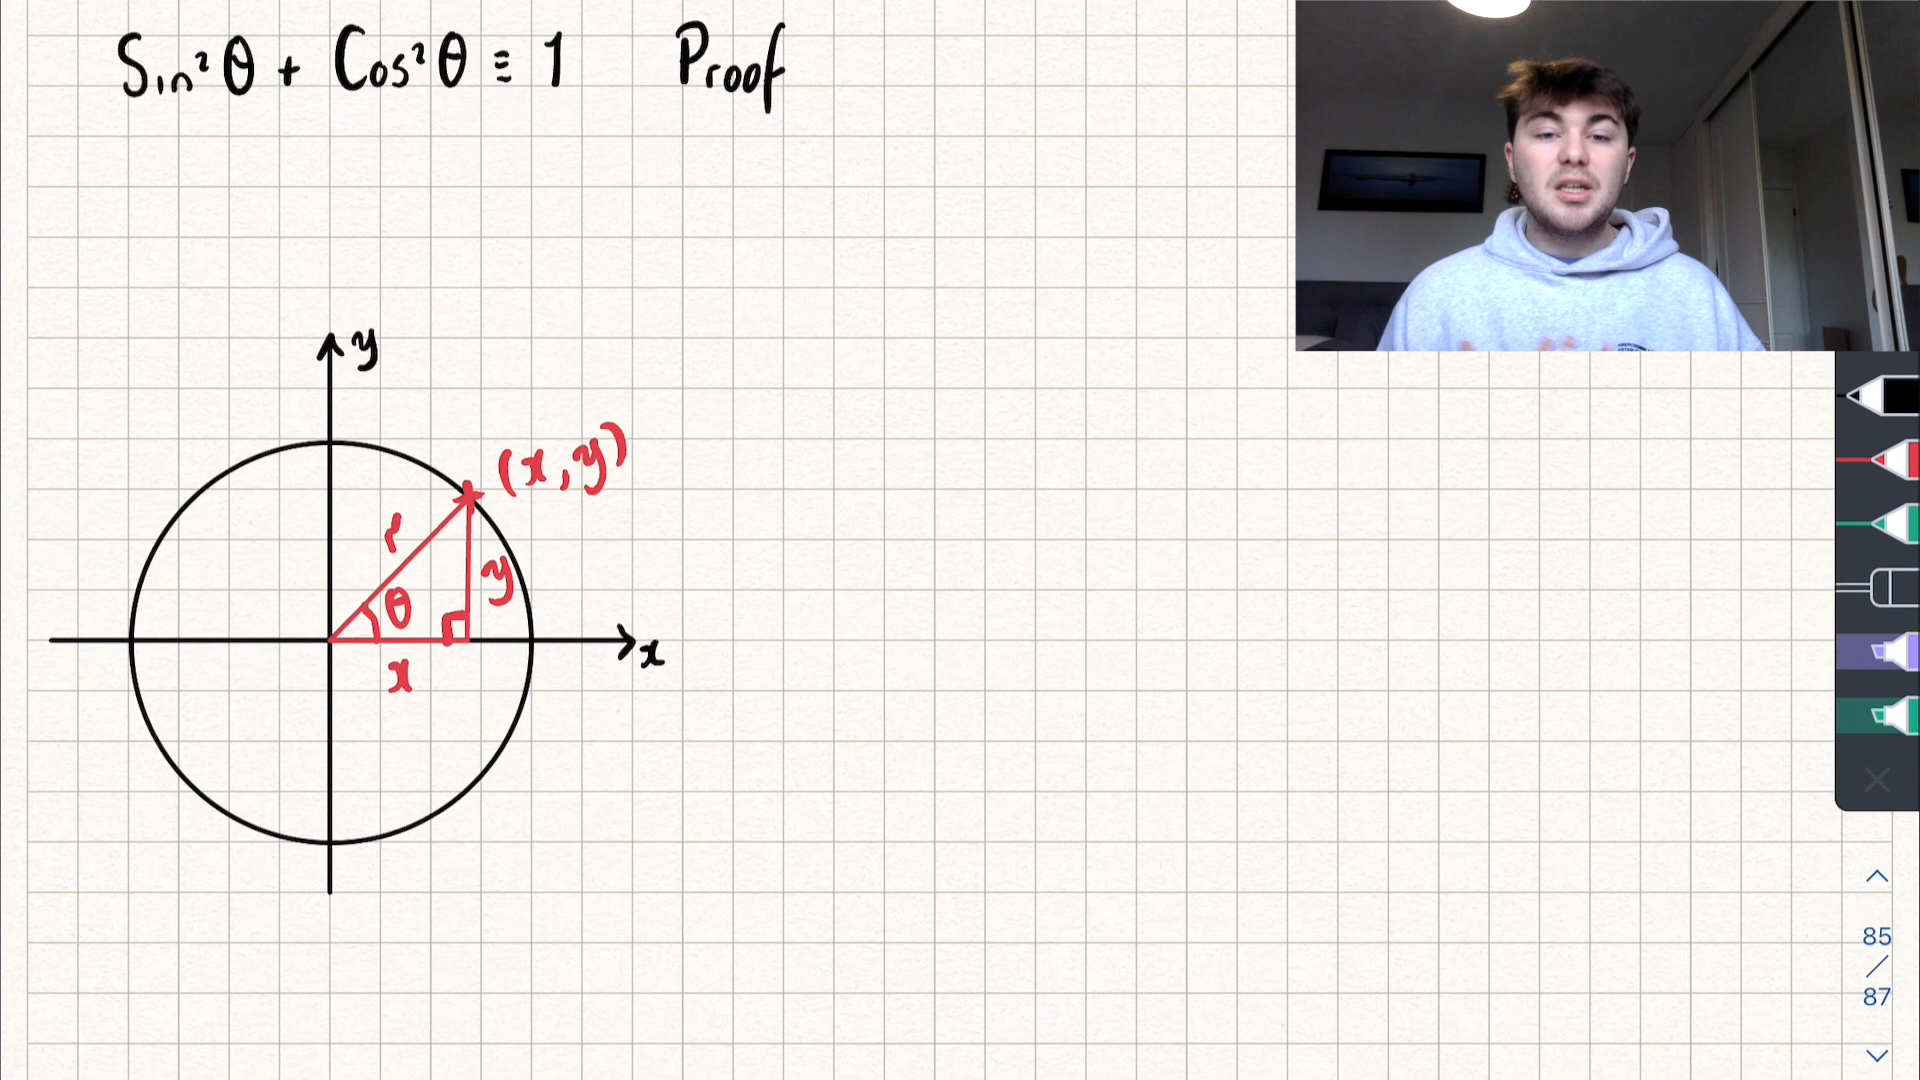 Sin²θ + Cos²θ ≡ 1 Proof
y
(x, y)
r
y
θ
x
x
85
/
87